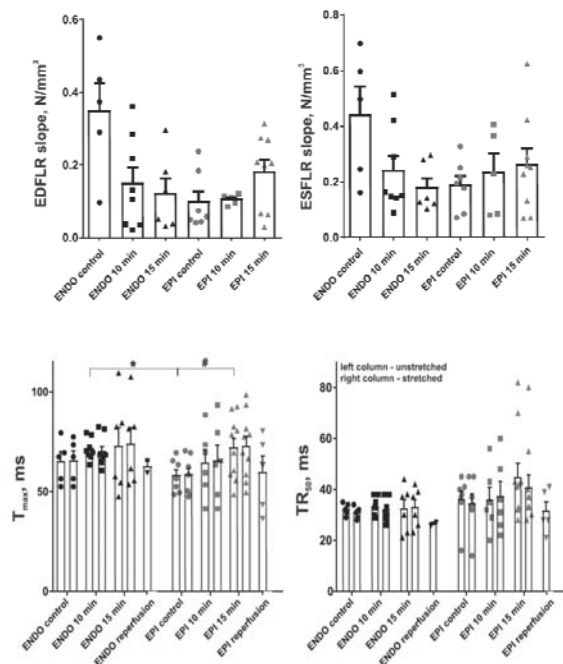 EDFLR slope, N/mm³
0.6
0.4
0.2
0.0
ENDO control
ENDO 10 min
ENDO 15 min
EPI control
EPI 10 min
EPI 15 min
ESFLR slope, N/mm³
0.8
0.6
0.4
0.2
0.0
ENDO control
ENDO 10 min
ENDO 15 min
EPI control
EPI 10 min
EPI 15 min
Tmax, ms
100
50
0
* #
ENDO control
ENDO 10 min
ENDO 15 min
ENDO reperfusion
EPI control
EPI 10 min
EPI 15 min
EPI reperfusion
left column - unstretched
right column - stretched
TR50, ms
80
60
40
20
0
ENDO control
ENDO 10 min
ENDO 15 min
ENDO reperfusion
EPI control
EPI 10 min
EPI 15 min
EPI reperfusion